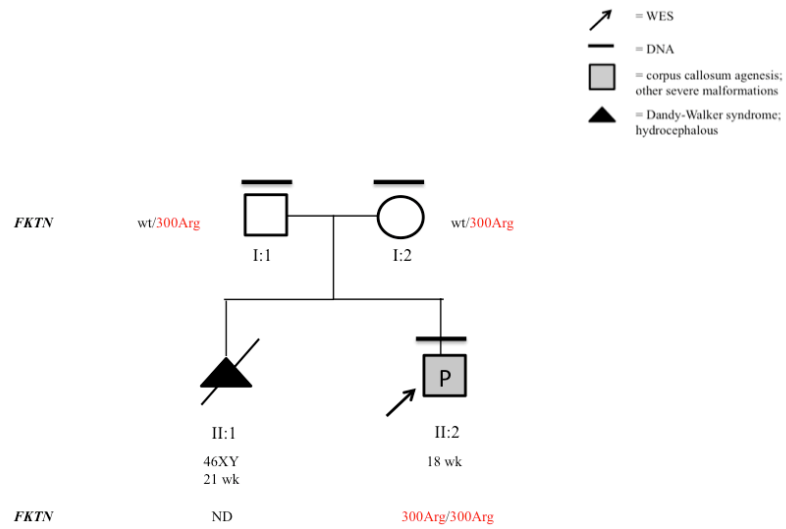 = WES
= DNA
= corpus callosum agenesis;
other severe malformations
= Dandy-Walker syndrome;
hydrocephalous
FKTN wt/300Arg wt/300Arg
I:1 I:2
P
II:1 II:2
46XY 18 wk
21 wk
FKTN ND 300Arg/300Arg